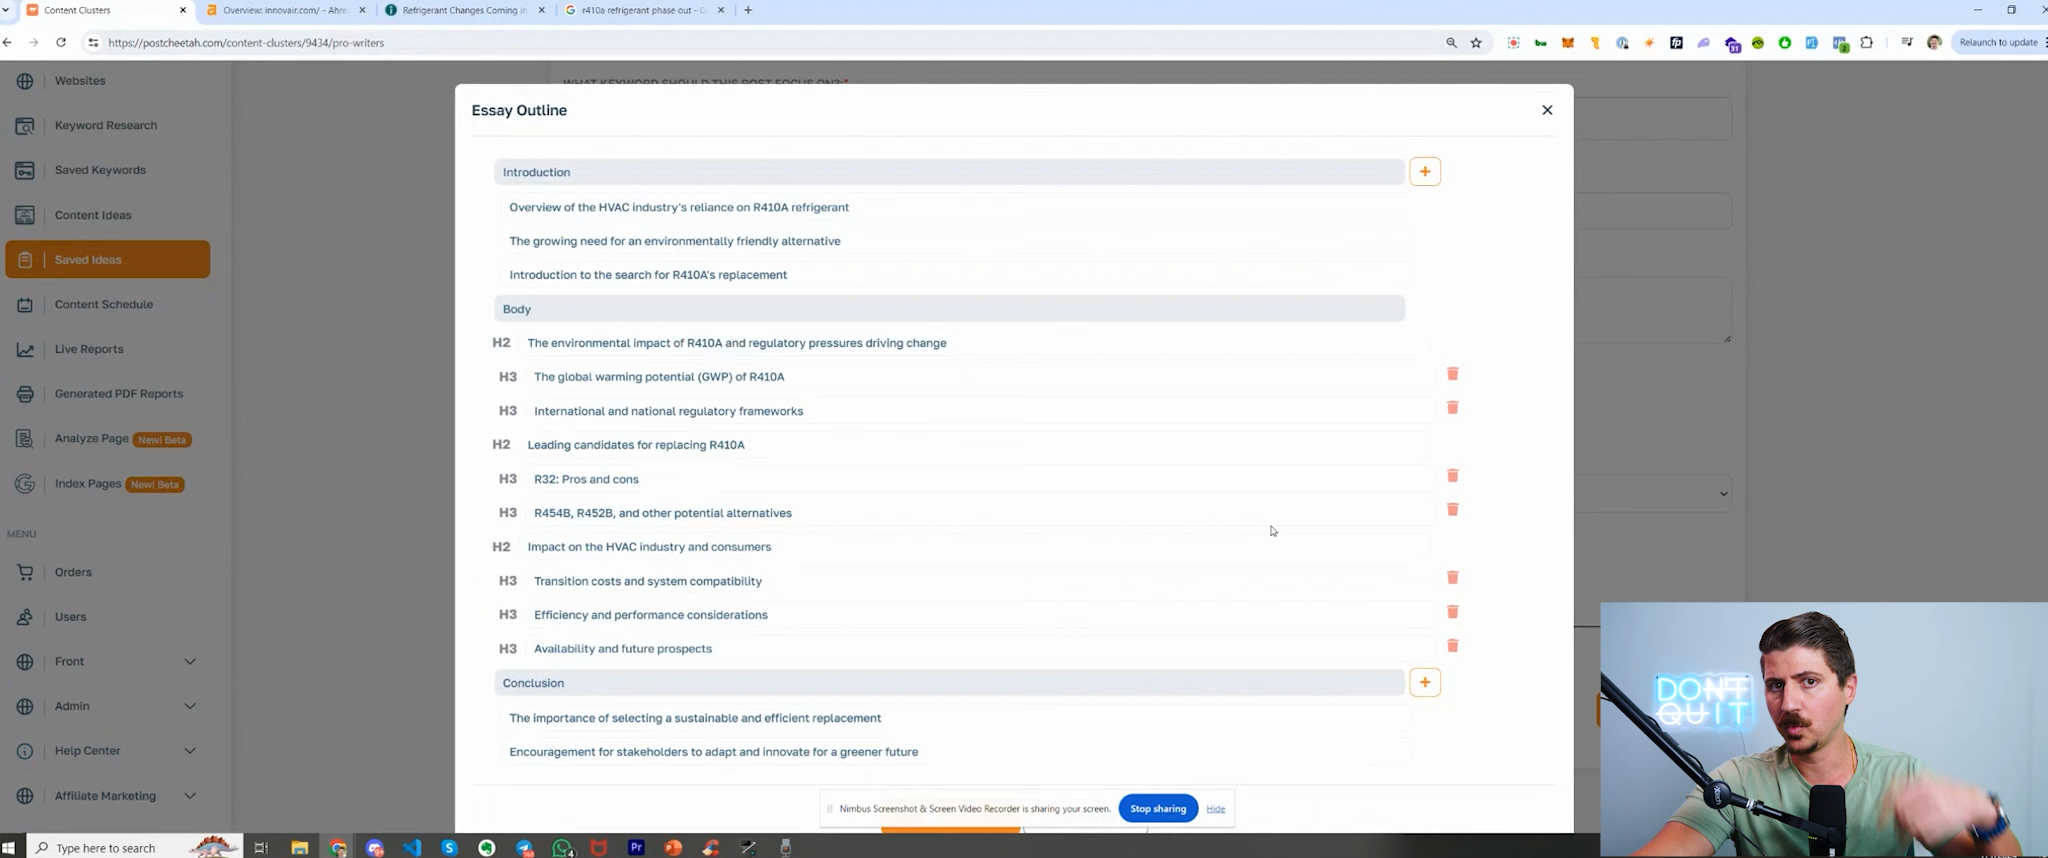 Content Clusters
Overview: innovair.com/ - Ahre
Refrigerant Changes Coming in
r410a refrigerant phase out - G
https://postcheetah.com/content-clusters/9434/pro-writers
Relaunch to update
Websites
Keyword Research
Saved Keywords
Content Ideas
Saved Ideas
Content Schedule
Live Reports
Generated PDF Reports
Analyze Page New! Beta
Index Pages New! Beta
MENU
Orders
Users
Front
Admin
Help Center
Affiliate Marketing
WHAT KEYWORD SHOULD THIS POST FOCUS ON?:*
Essay Outline
Introduction
Overview of the HVAC industry's reliance on R410A refrigerant
The growing need for an environmentally friendly alternative
Introduction to the search for R410A's replacement
Body
H2 The environmental impact of R410A and regulatory pressures driving change
H3 The global warming potential (GWP) of R410A
H3 International and national regulatory frameworks
H2 Leading candidates for replacing R410A
H3 R32: Pros and cons
H3 R454B, R452B, and other potential alternatives
H2 Impact on the HVAC industry and consumers
H3 Transition costs and system compatibility
H3 Efficiency and performance considerations
H3 Availability and future prospects
Conclusion
The importance of selecting a sustainable and efficient replacement
Encouragement for stakeholders to adapt and innovate for a greener future
Nimbus Screenshot & Screen Video Recorder is sharing your screen.
Stop sharing
Hide
DON'T
QUIT
Type here to search